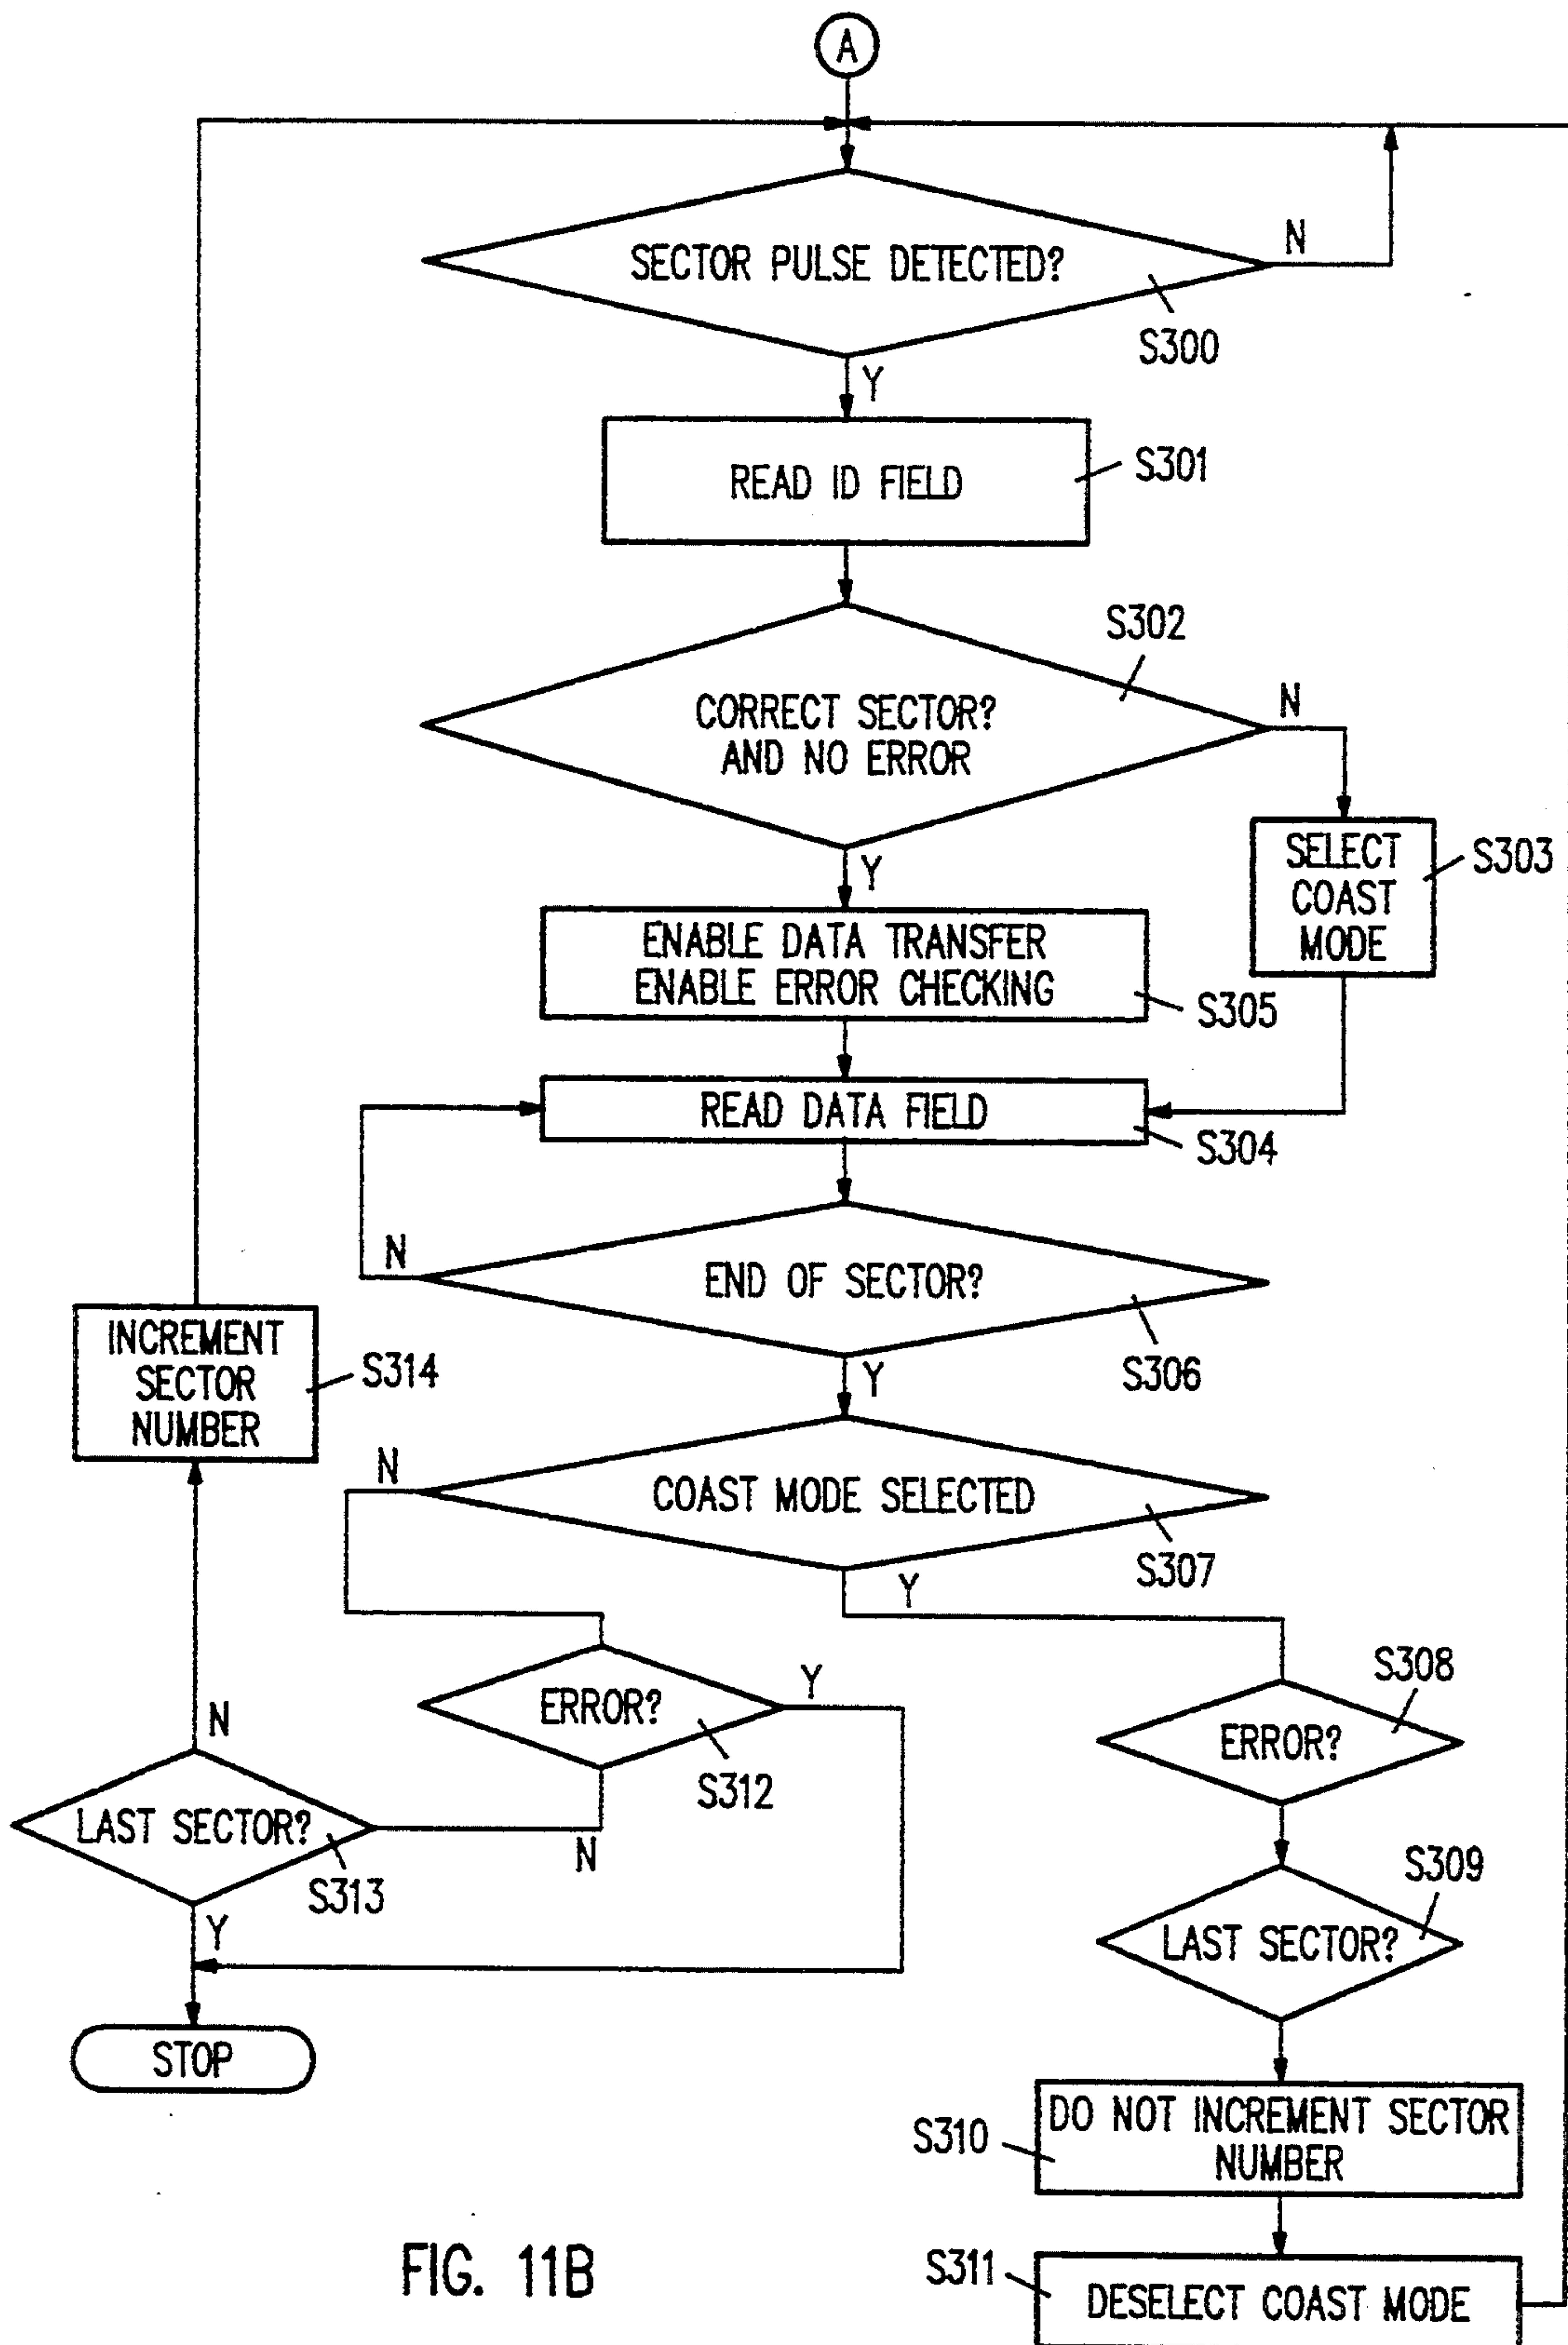 A
SECTOR PULSE DETECTED?
N
S300
Y
READ ID FIELD
S301
S302
CORRECT SECTOR?
AND NO ERROR
N
Y
SELECT
COAST
MODE
S303
ENABLE DATA TRANSFER
ENABLE ERROR CHECKING
S305
READ DATA FIELD
S304
N
END OF SECTOR?
S306
Y
INCREMENT
SECTOR
NUMBER
S314
N
COAST MODE SELECTED
S307
Y
ERROR?
Y
S312
N
S308
ERROR?
N
LAST SECTOR?
S313
Y
S309
LAST SECTOR?
STOP
S310
DO NOT INCREMENT SECTOR
NUMBER
S311
DESELECT COAST MODE
FIG. 11B